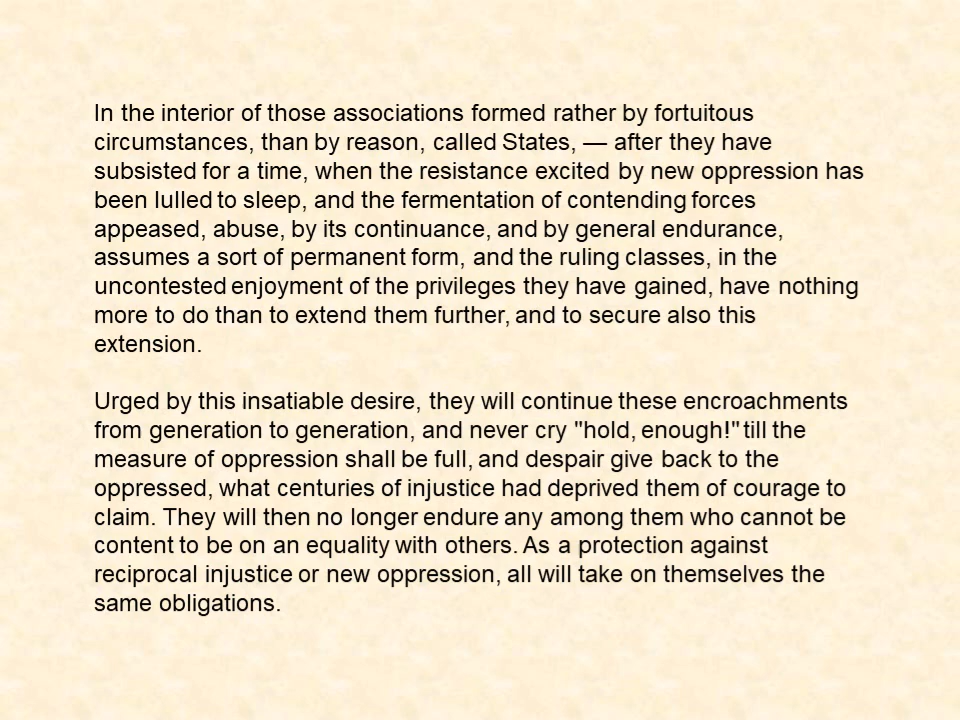 In the interior of those associations formed rather by fortuitous
circumstances, than by reason, called States, — after they have
subsisted for a time, when the resistance excited by new oppression has
been lulled to sleep, and the fermentation of contending forces
appeased, abuse, by its continuance, and by general endurance,
assumes a sort of permanent form, and the ruling classes, in the
uncontested enjoyment of the privileges they have gained, have nothing
more to do than to extend them further, and to secure also this
extension.
Urged by this insatiable desire, they will continue these encroachments
from generation to generation, and never cry "hold, enough!" till the
measure of oppression shall be full, and despair give back to the
oppressed, what centuries of injustice had deprived them of courage to
claim. They will then no longer endure any among them who cannot be
content to be on an equality with others. As a protection against
reciprocal injustice or new oppression, all will take on themselves the
same obligations.